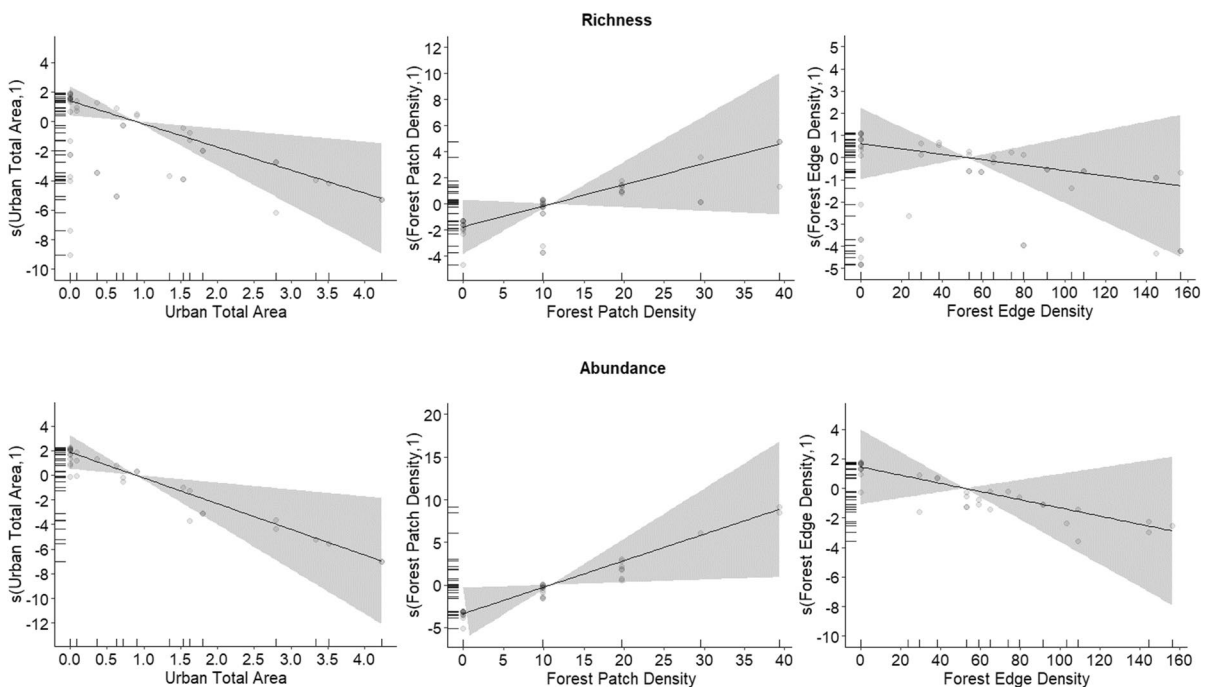 Richness
s(Urban Total Area,1)
4
2
0
-2
-4
-6
-8
-10
0.0 0.5 1.0 1.5 2.0 2.5 3.0 3.5 4.0
Urban Total Area
s(Forest Patch Density,1)
12
10
8
6
4
2
0
-2
-4
0 5 10 15 20 25 30 35 40
Forest Patch Density
s(Forest Edge Density,1)
5
4
2
1
0
-1
-2
-4
-5
0 20 40 60 80 100 120 140 160
Forest Edge Density
Abundance
s(Urban Total Area,1)
4
2
0
-2
-4
-6
-8
-10
-12
0.0 0.5 1.0 1.5 2.0 2.5 3.0 3.5 4.0
Urban Total Area
s(Forest Patch Density,1)
20
15
10
5
0
-5
0 5 10 15 20 25 30 35 40
Forest Patch Density
s(Forest Edge Density,1)
4
2
0
-2
-4
-6
-8
-10
0 20 40 60 80 100 120 140 160
Forest Edge Density